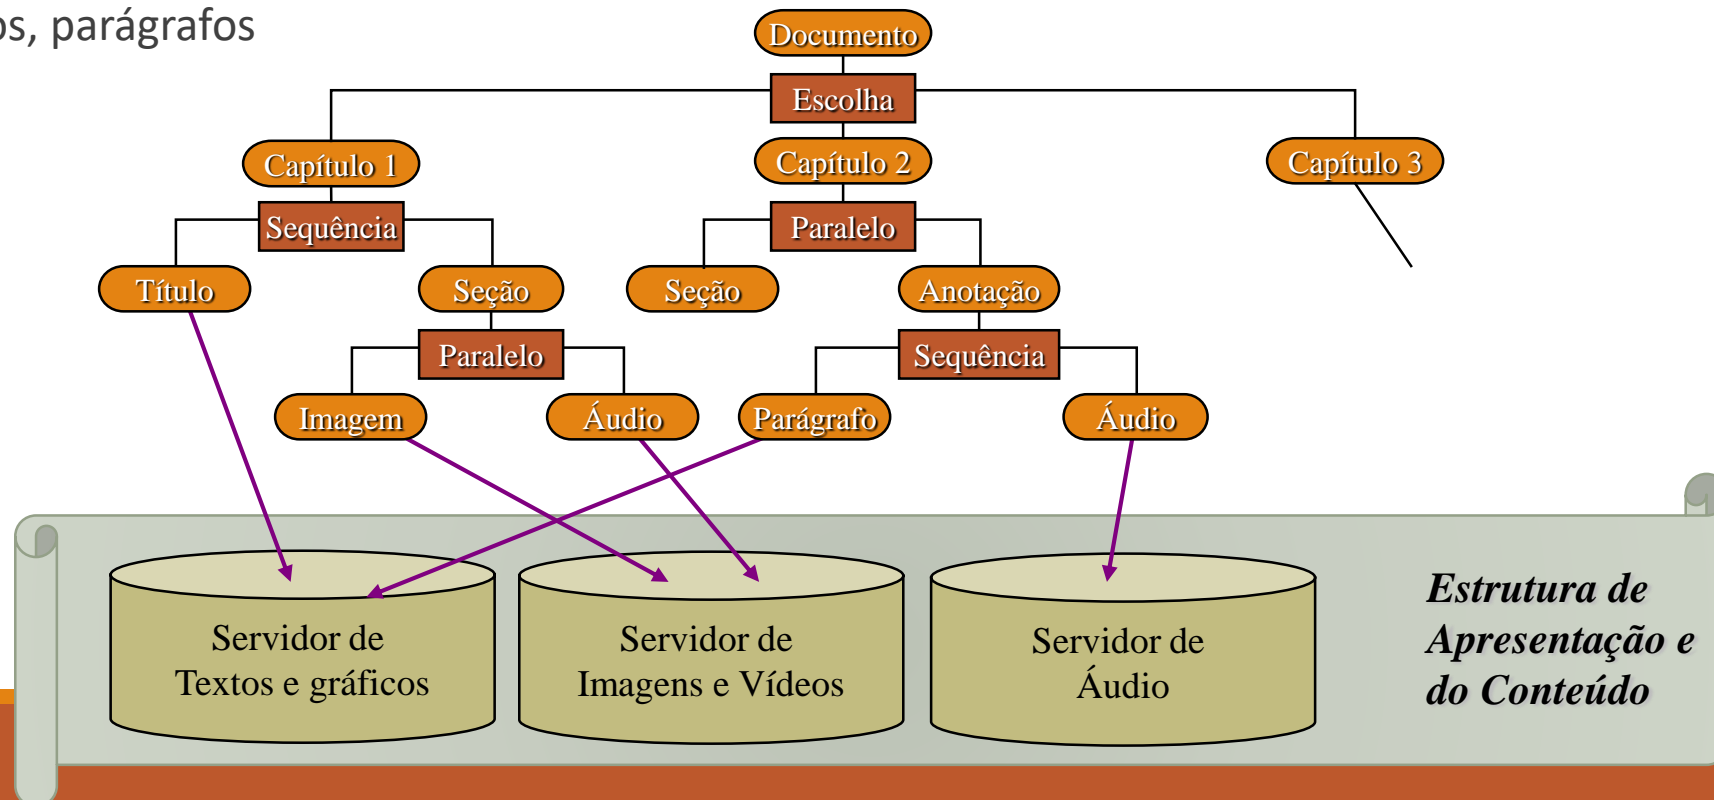 os, parágrafos
Documento
Escolha
Capítulo 1
Capítulo 2
Capítulo 3
Sequência
Paralelo
Título
Seção
Seção
Anotação
Paralelo
Sequência
Imagem
Áudio
Parágrafo
Áudio
Servidor de
Textos e gráficos
Servidor de
Imagens e Vídeos
Servidor de
Áudio
Estrutura de
Apresentação e
do Conteúdo